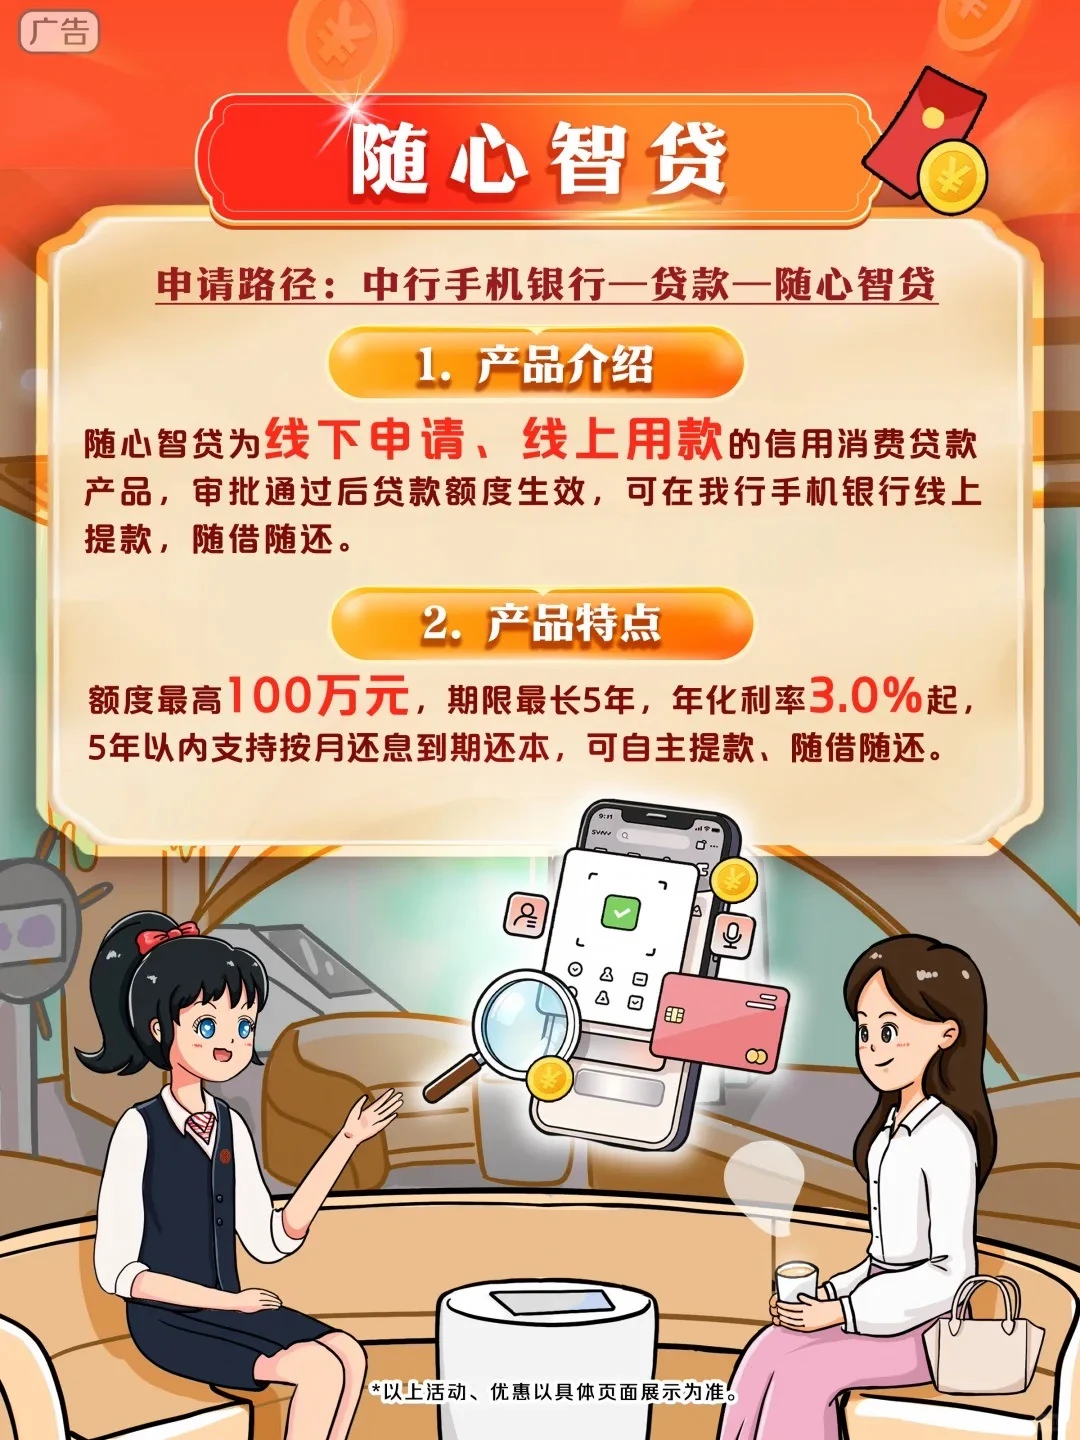 广告
随心智贷
申请路径：中行手机银行—贷款—随心智贷
1. 产品介绍
随心智贷为线下申请、线上用款的信用消费贷款
产品，审批通过后贷款额度生效，可在我行手机银行线上
提款，随借随还。
2. 产品特点
额度最高100万元，期限最长5年，年化利率3.0%起，
5年以内支持按月还息到期还本，可自主提款、随借随还。
9:11
*以上活动、优惠以具体页面展示为准。